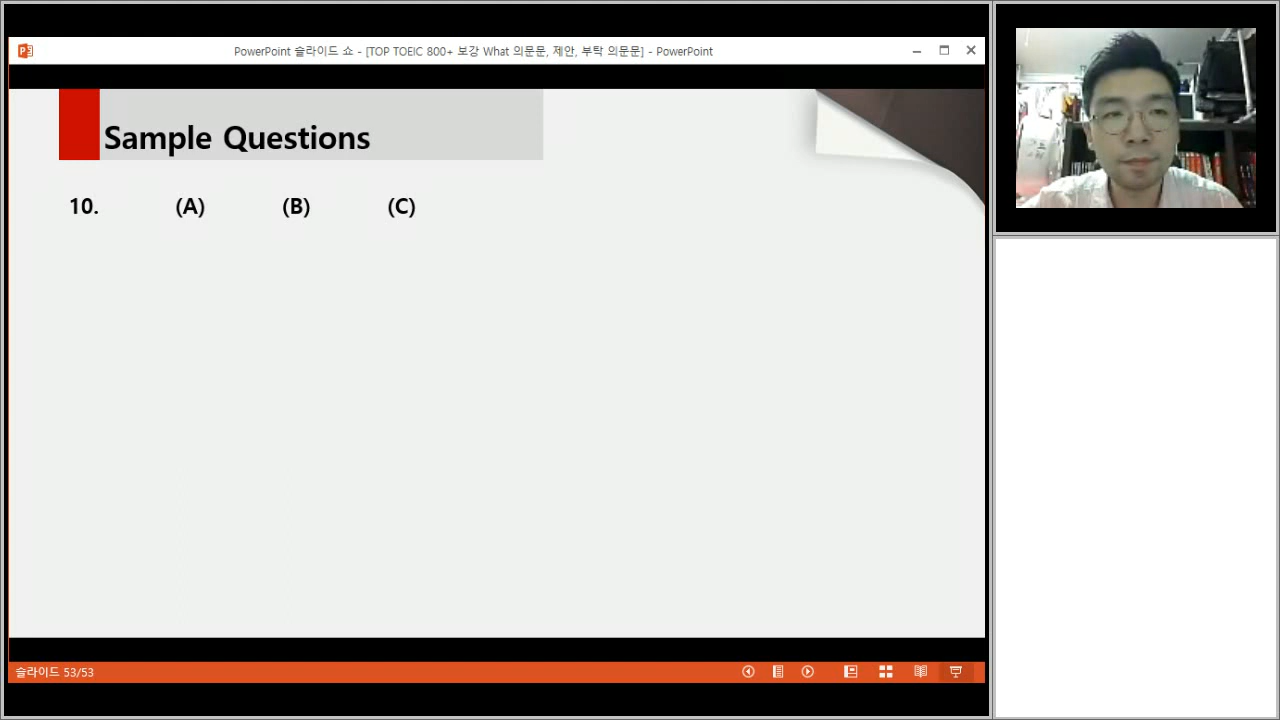 PowerPoint 슬라이드 쇼 - [TOP TOEIC 800+ 보강 What 의문문, 제안, 부탁 의문문] - PowerPoint
Sample Questions
10. (A) (B) (C)
슬라이드 53/53